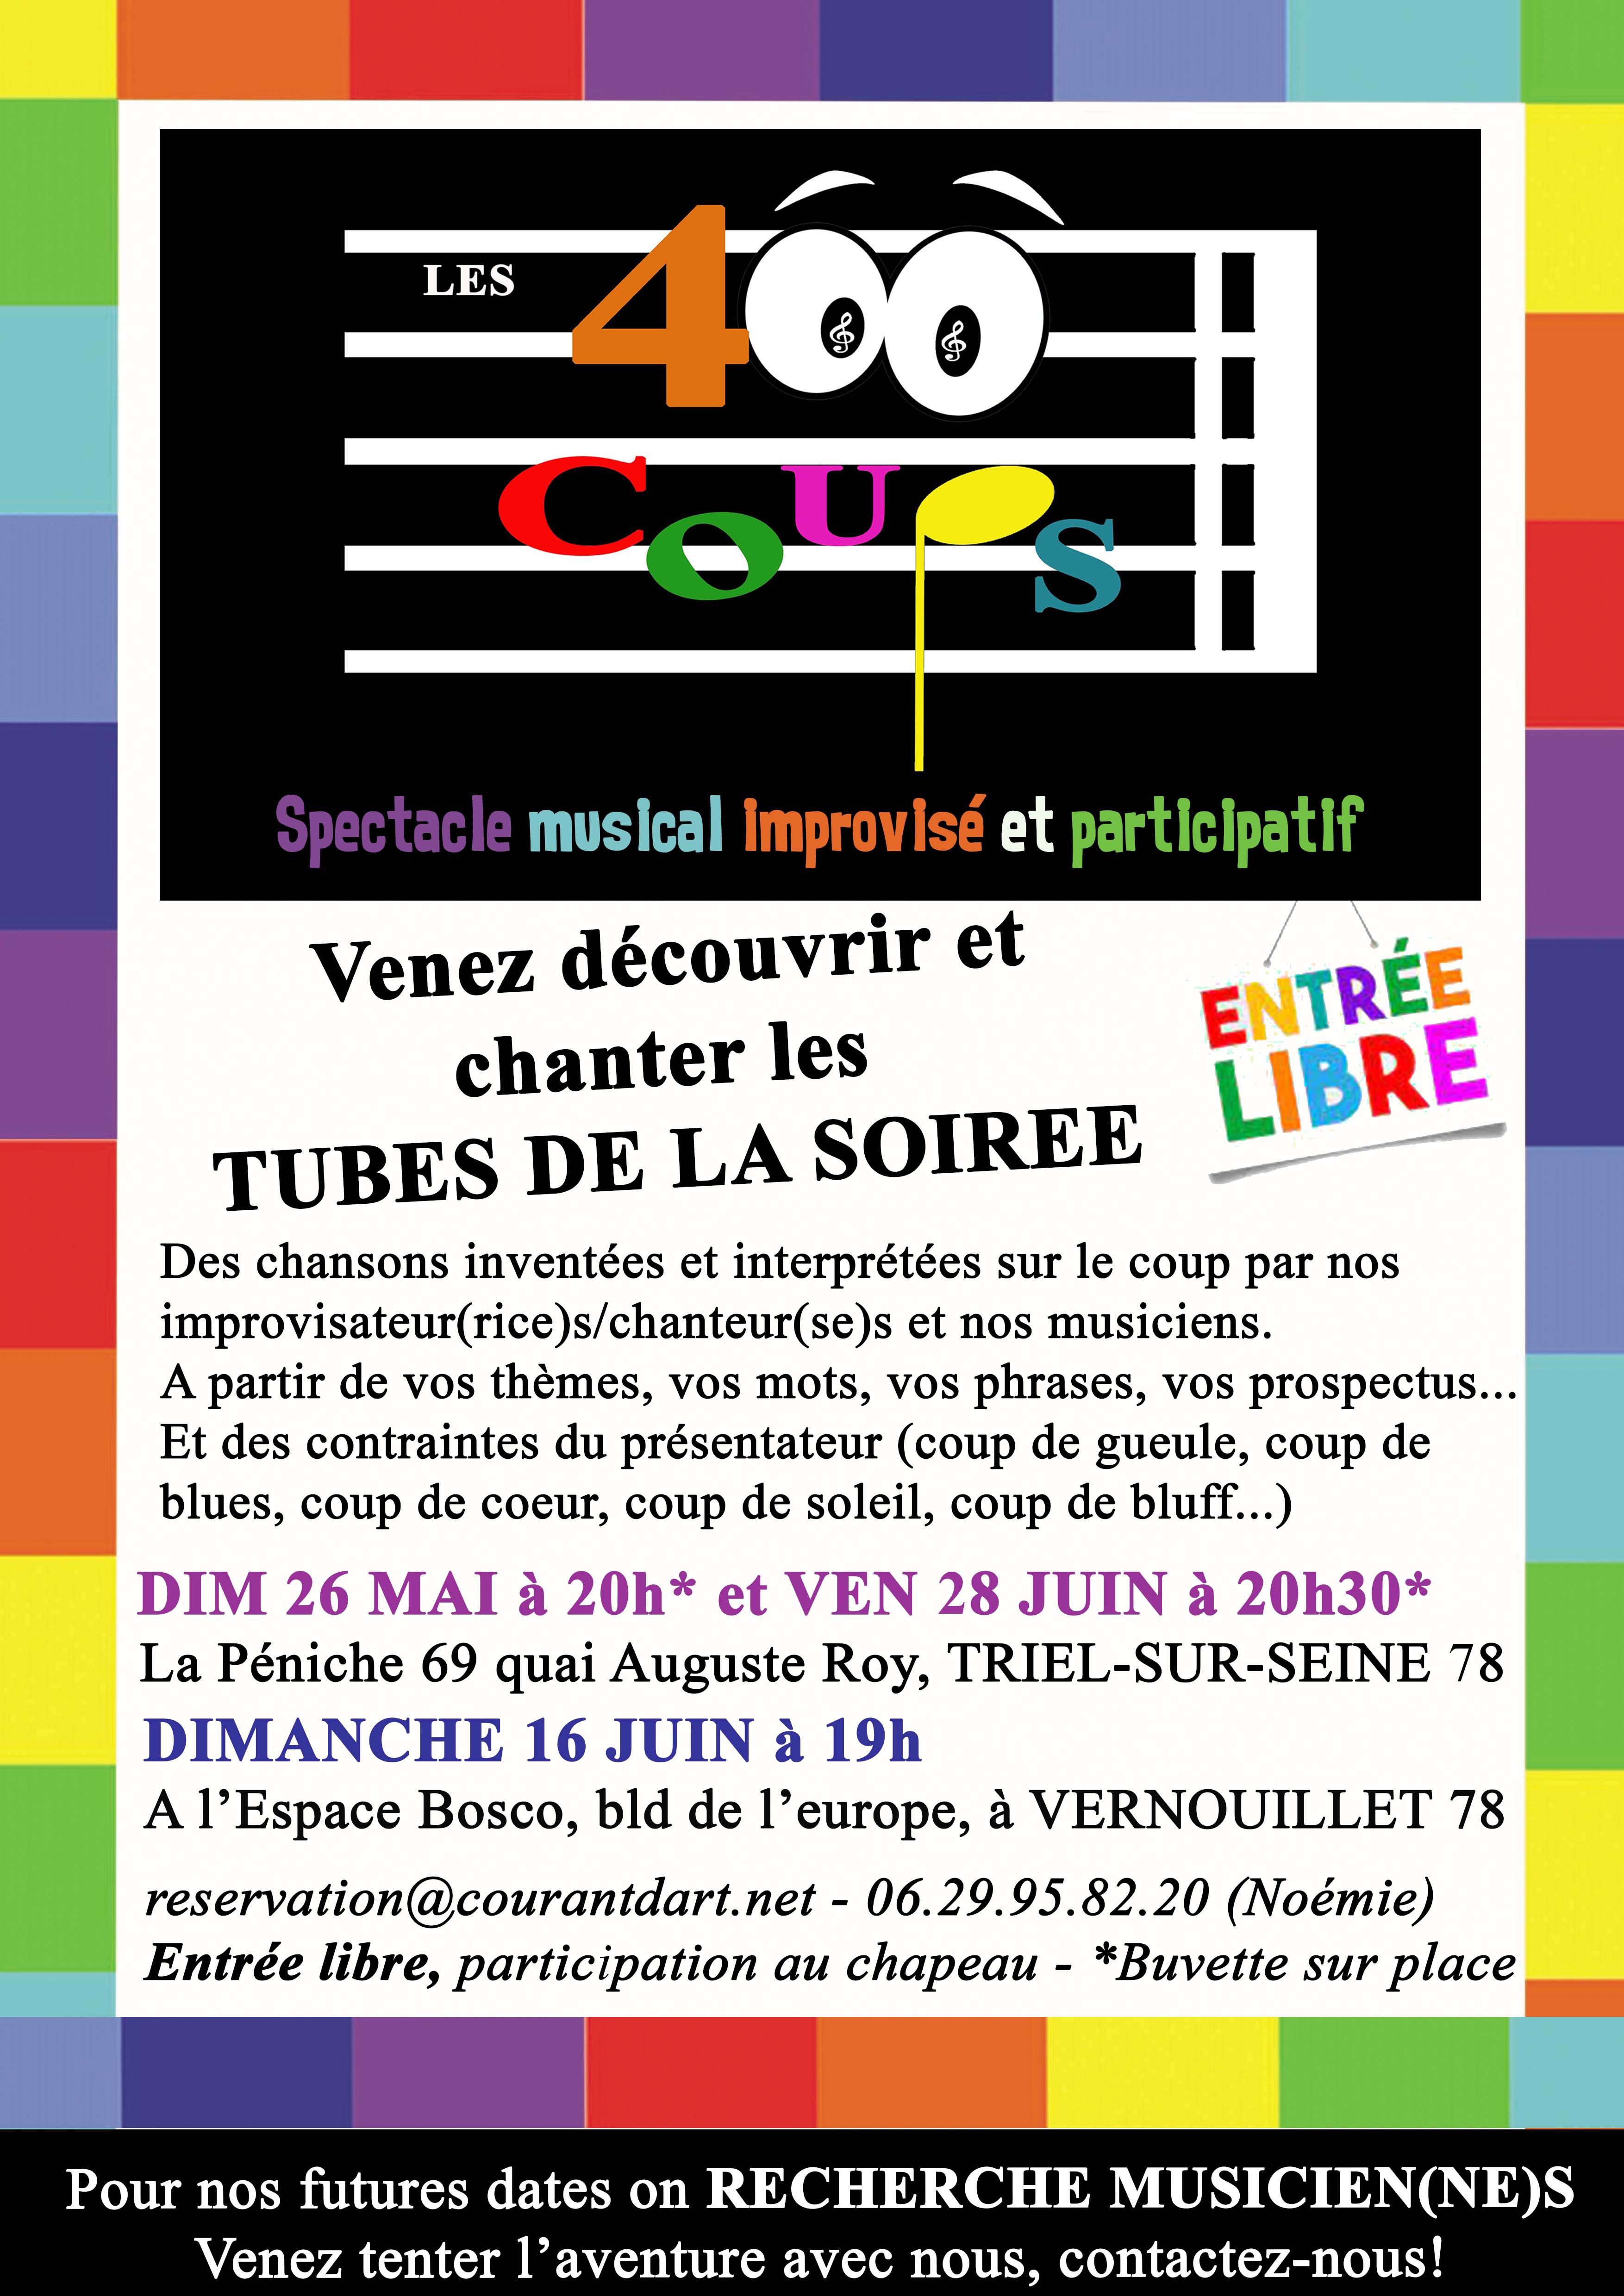 LES
400
COUPS
Spectacle musical improvisé et participatif
Venez découvrir et
chanter les
TUBES DE LA SOIREE
ENTRÉE
LIBRE
Des chansons inventées et interprétées sur le coup par nos
improvisateur(rice)s/chanteur(se)s et nos musiciens.
A partir de vos thèmes, vos mots, vos phrases, vos prospectus...
Et des contraintes du présentateur (coup de gueule, coup de
blues, coup de coeur, coup de soleil, coup de bluff...)
DIM 26 MAI à 20h* et VEN 28 JUIN à 20h30*
La Péniche 69 quai Auguste Roy, TRIEL-SUR-SEINE 78
DIMANCHE 16 JUIN à 19h
A l’Espace Bosco, bld de l’europe, à VERNOUILLET 78
reservation@courantdart.net - 06.29.95.82.20 (Noémie)
Entrée libre, participation au chapeau - *Buvette sur place
Pour nos futures dates on RECHERCHE MUSICIEN(NE)S
Venez tenter l’aventure avec nous, contactez-nous!